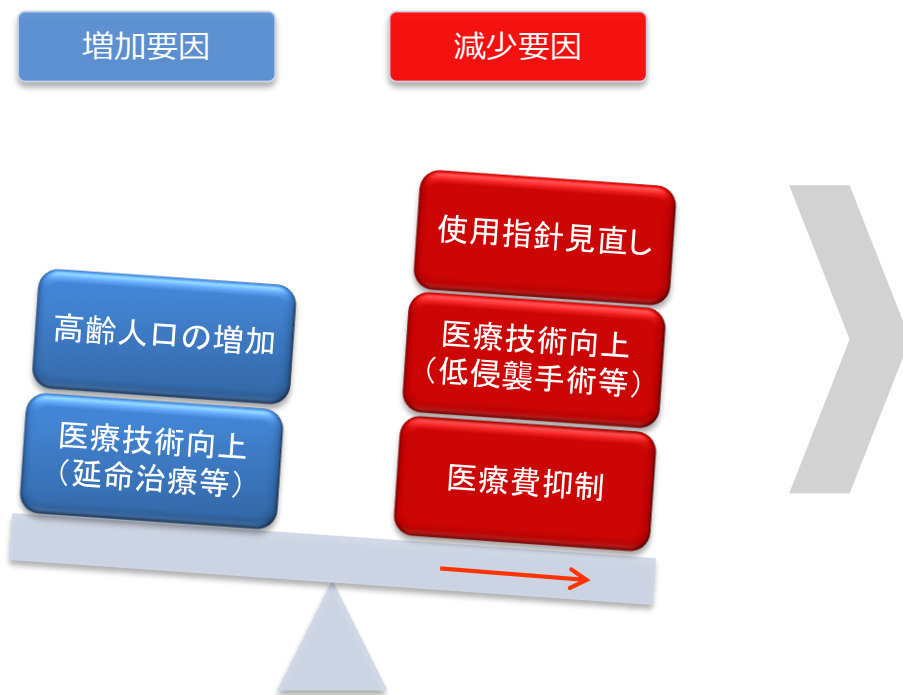 増加要因
減少要因
高齢人口の増加
医療技術向上
（延命治療等）
使用指針見直し
医療技術向上
（低侵襲手術等）
医療費抑制